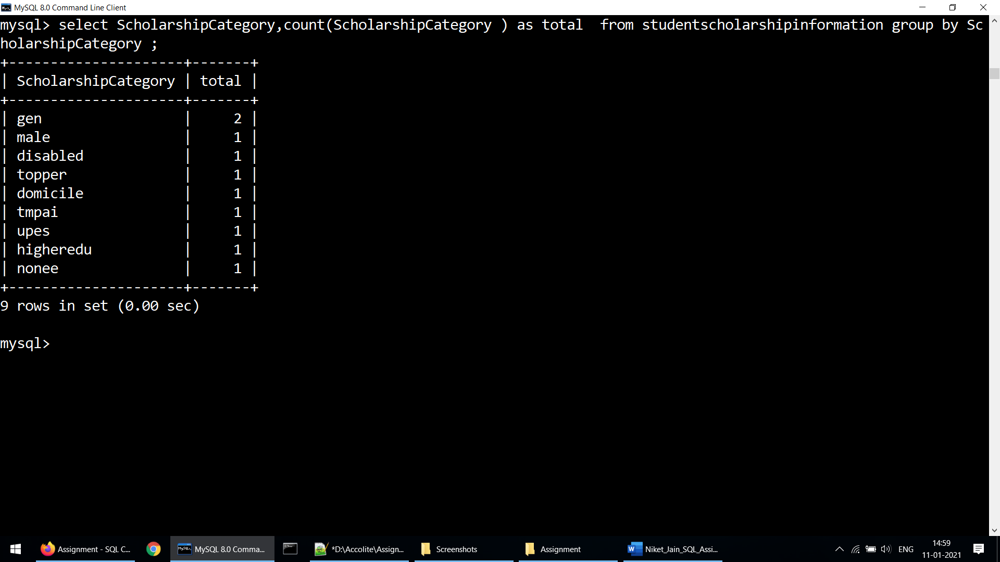 MySQL 8.0 Command Line Client
mysql> select ScholarshipCategory,count(ScholarshipCategory ) as total  from studentscholarshipinformation group by Sc
holarshipCategory ;
+---------------------+-------+
| ScholarshipCategory | total |
+---------------------+-------+
| gen                 |     2 |
| male                |     1 |
| disabled            |     1 |
| topper              |     1 |
| domicile            |     1 |
| tmpai               |     1 |
| upes                |     1 |
| higheredu           |     1 |
| nonee               |     1 |
+---------------------+-------+
9 rows in set (0.00 sec)
mysql>
Assignment - SQL C... MySQL 8.0 Comma... *D:\Accolite\Assign... Screenshots Assignment Niket_Jain_SQL_Assi... ENG 14:59
11-01-2021